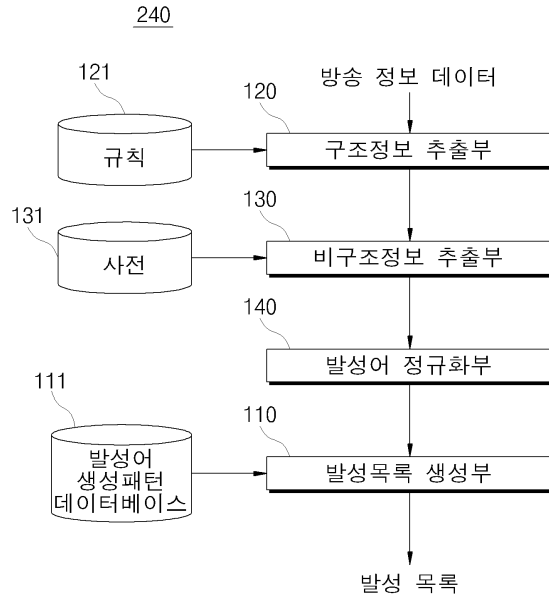 240
방송 정보 데이터
121
120
규칙
구조정보 추출부
131
130
사전
비구조정보 추출부
140
발성어 정규화부
111
110
발성어
생성패턴
데이터베이스
발성목록 생성부
발성 목록